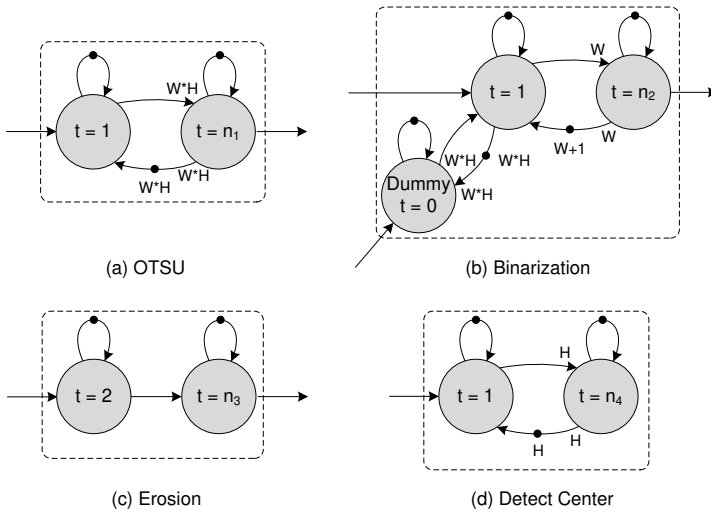 W*H
t = 1
t = n1
W*H
W*H
(a) OTSU
W
t = 1
t = n2
W
W+1
W*H
W*H
W*H
Dummy
t = 0
(b) Binarization
t = 2
t = n3
(c) Erosion
H
t = 1
t = n4
H
H
(d) Detect Center